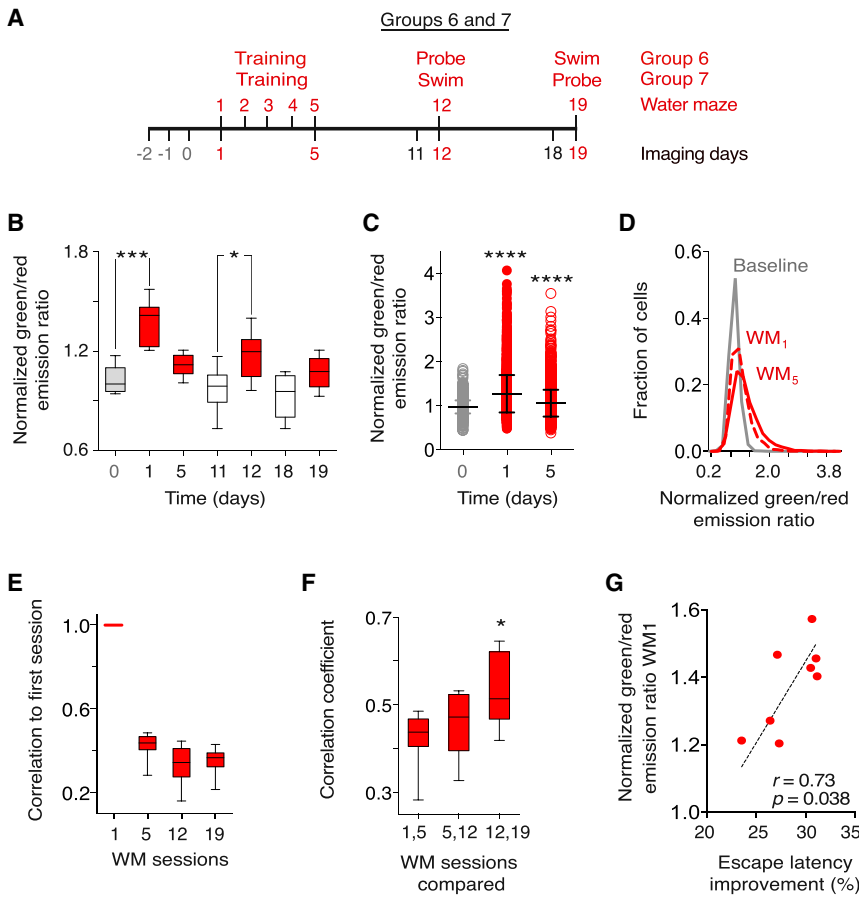 A
Groups 6 and 7
Training Probe Swim Group 6
Training Swim Probe Group 7
1 2 3 4 5 12 19 Water maze
-2 -1 0 1 5 11 12 18 19 Imaging days
B
Normalized green/red
emission ratio
1.8
1.2
0.6
*** *
0 1 5 11 12 18 19
Time (days)
C
Normalized green/red
emission ratio
4
3
2
1
0
****
****
0 1 5
Time (days)
D
Fraction of cells
0.6
0.4
0.2
0.0
Baseline
WM1
WM5
0.2 2.0 3.8
Normalized green/red
emission ratio
E
Correlation to first session
1.0
0.6
0.2
1 5 12 19
WM sessions
F
Correlation coefficient
0.7
0.5
0.3
*
1,5 5,12 12,19
WM sessions
compared
G
Normalized green/red
emission ratio WM1
1.6
1.4
1.2
1.0
r = 0.73
p = 0.038
20 25 30 35
Escape latency
improvement (%)